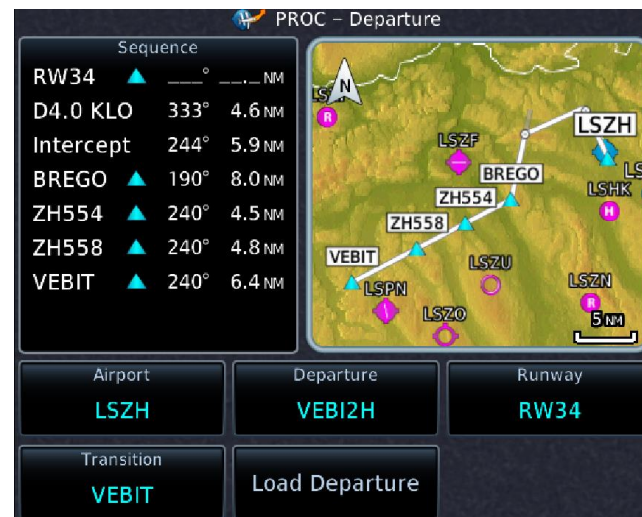 PROC – Departure
Sequence
RW34 ___° __._ NM
D4.0 KLO 333° 4.6 NM
Intercept 244° 5.9 NM
BREGO 190° 8.0 NM
ZH554 240° 4.5 NM
ZH558 240° 4.8 NM
VEBIT 240° 6.4 NM
N
R
LSZH
LSZF
BREGO
LSHK
ZH554
H
ZH558
VEBIT
LSZU
LSPN
LSZN
R
LSZO
5 NM
Airport
LSZH
Departure
VEBI2H
Runway
RW34
Transition
VEBIT
Load Departure